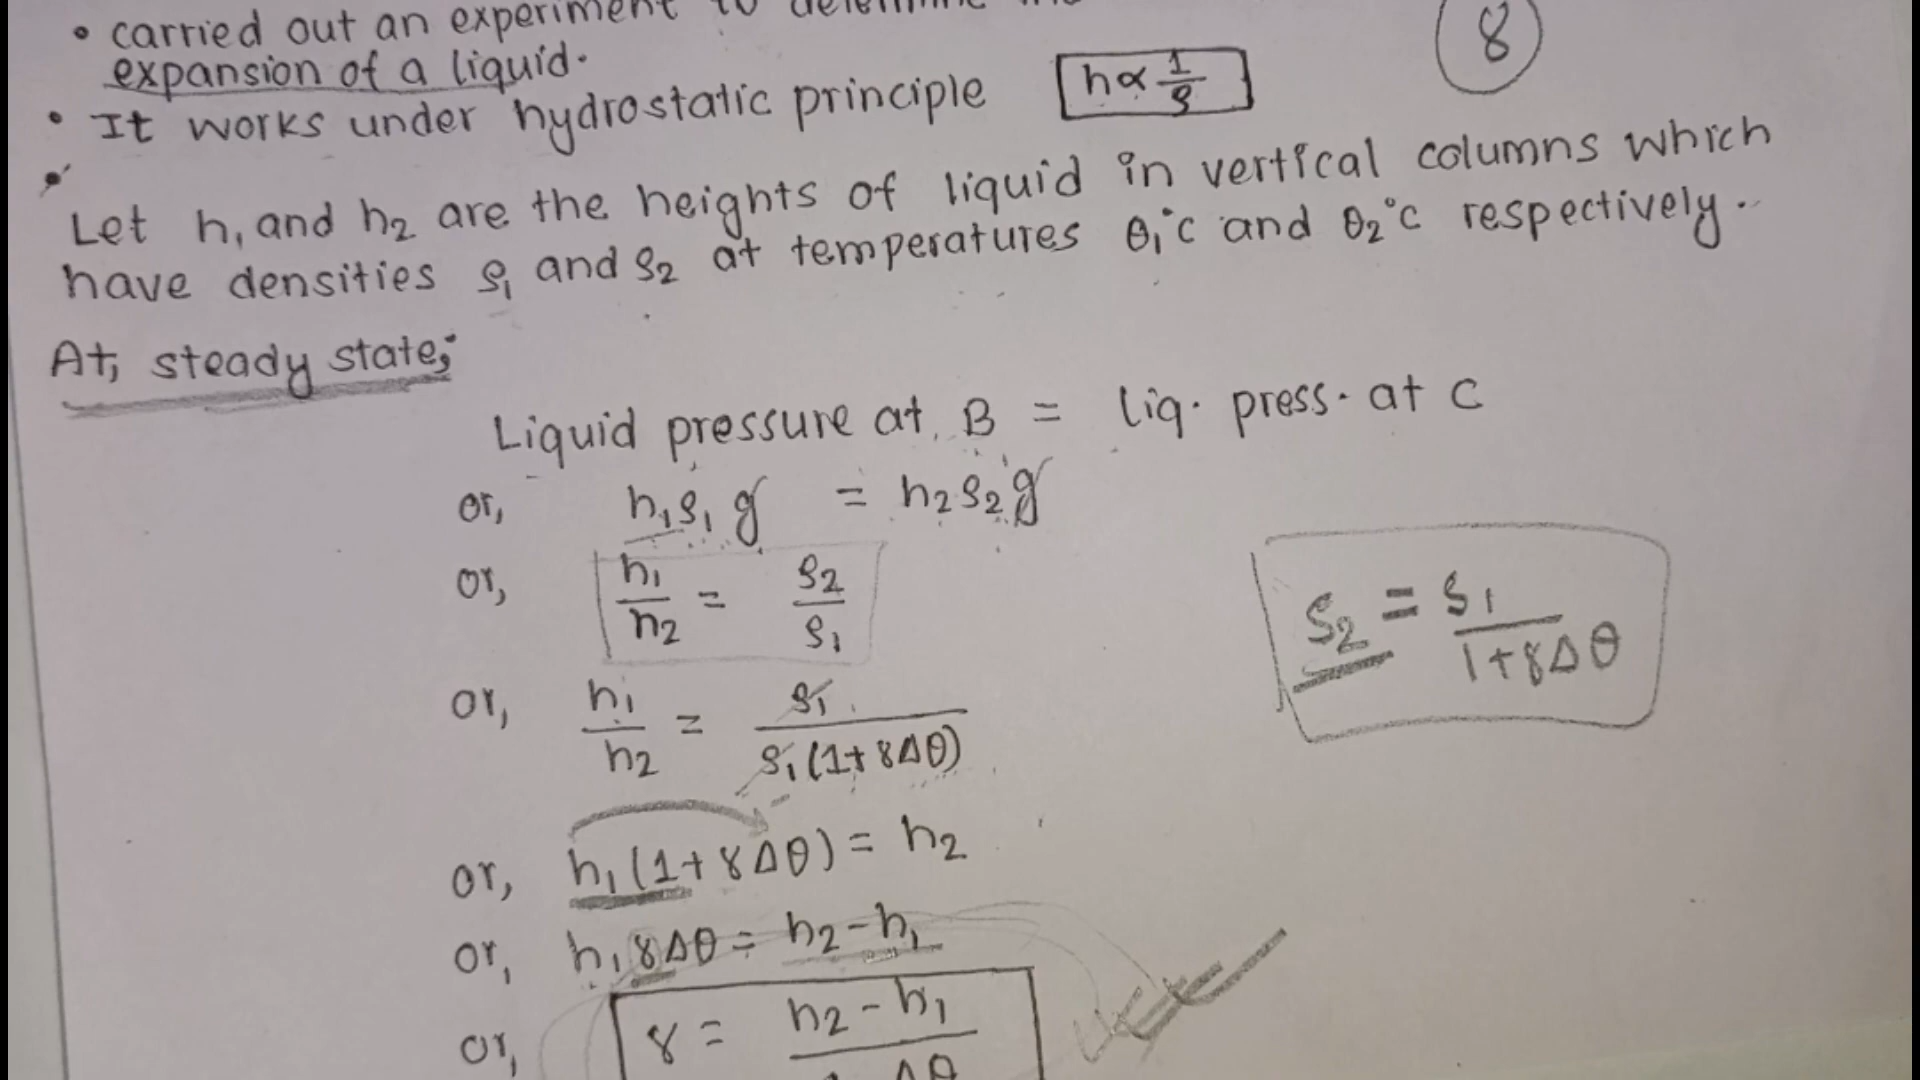 • carried out an experiment to determine the
expansion of a liquid.
• It works under hydrostatic principle h∝1/ρ
8
• Let h₁ and h₂ are the heights of liquid in vertical columns which
have densities ρ₁ and ρ₂ at temperatures θ₁°c and θ₂°c respectively.
At, steady state;
Liquid pressure at B = liq. press. at C
or, h₁ρ₁g = h₂ρ₂g
or, h₁/h₂ = ρ₂/ρ₁
ρ₂ = ρ₁/1+γΔθ
or, h₁/h₂ = ρ₁/ρ₁(1+γΔθ)
or, h₁(1+γΔθ) = h₂
or, h₁γΔθ = h₂-h₁
or, γ = h₂-h₁/Δθ